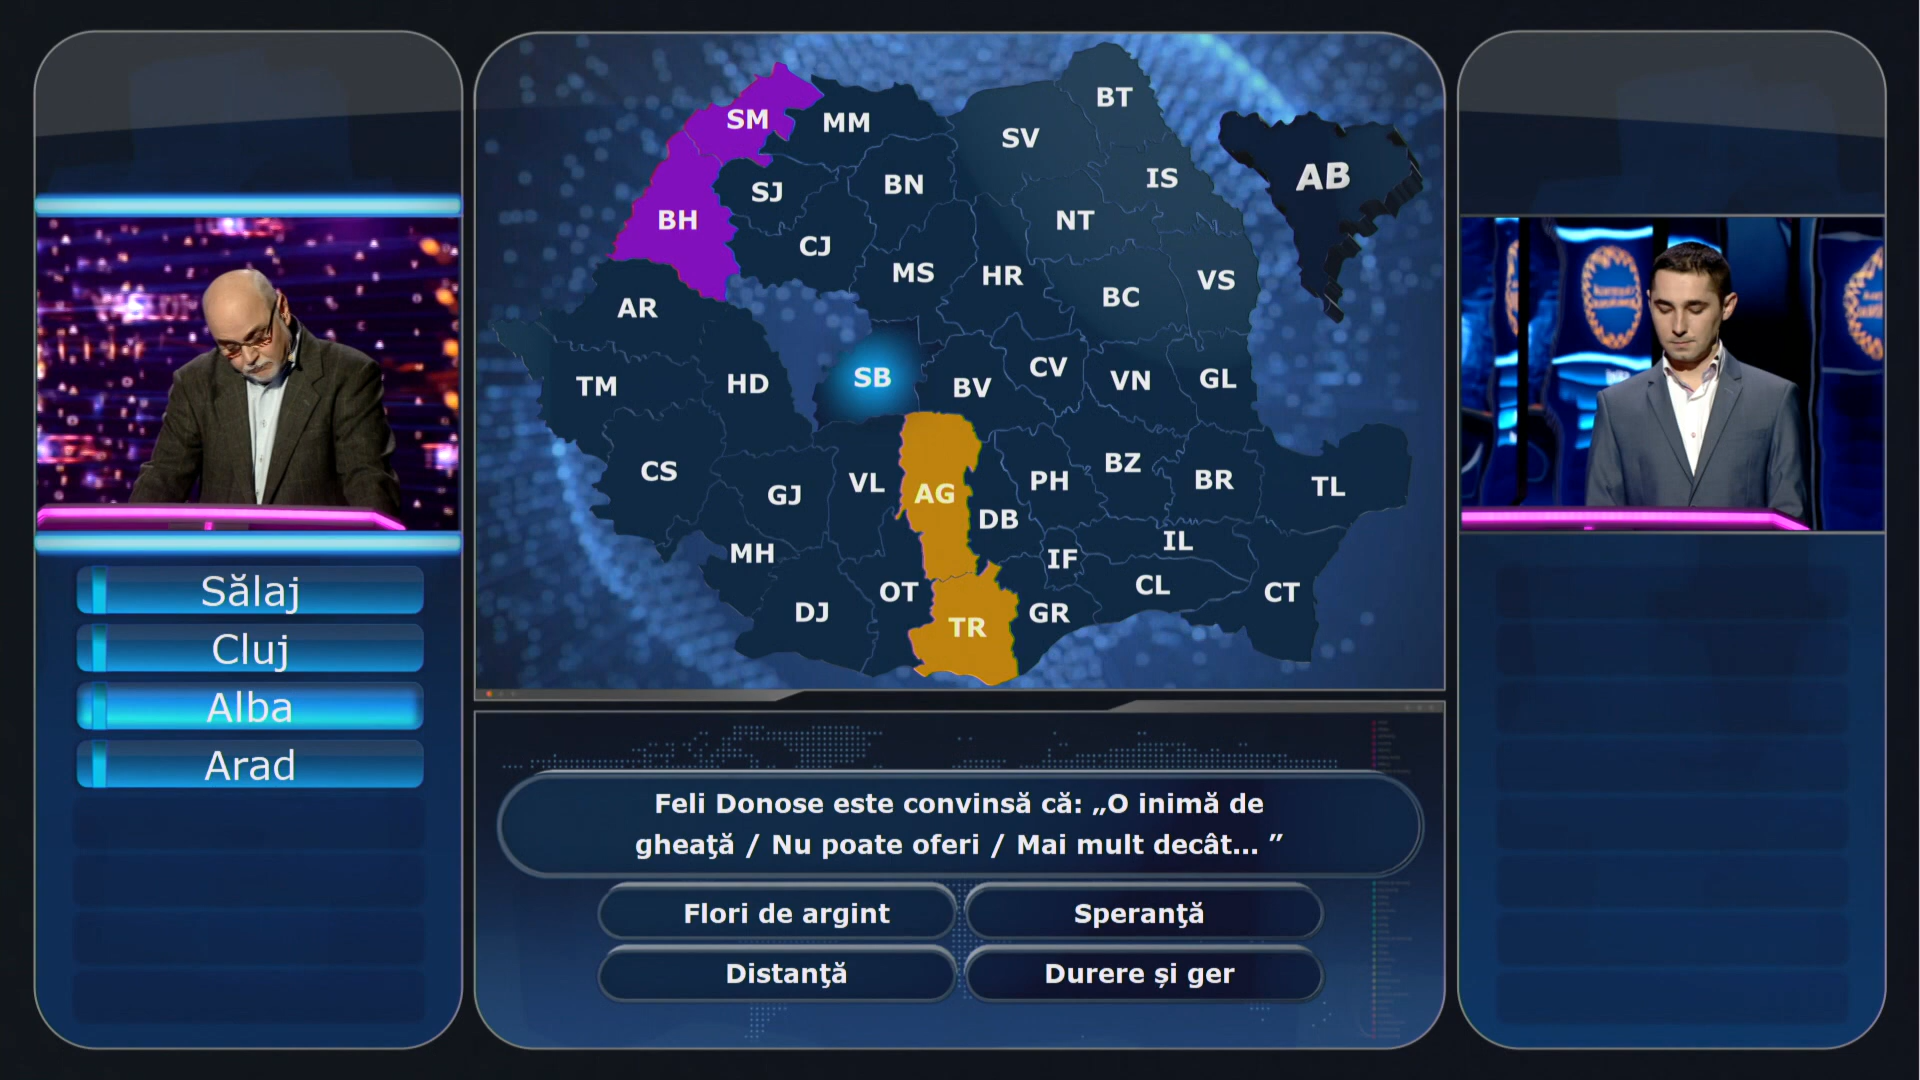 Sălaj
Cluj
Alba
Arad
SM
MM
SV
BT
AB
SJ
BN
IS
BH
CJ
NT
MS
HR
VS
BC
AR
TM
HD
SB
BV
CV
VN
GL
CS
GJ
VL
AG
DB
PH
BZ
BR
TL
MH
IF
IL
OT
CL
CT
DJ
TR
GR
Feli Donose este convinsă că: „O inimă de
gheaţă / Nu poate oferi / Mai mult decât... ”
Flori de argint
Speranţă
Distanţă
Durere și ger